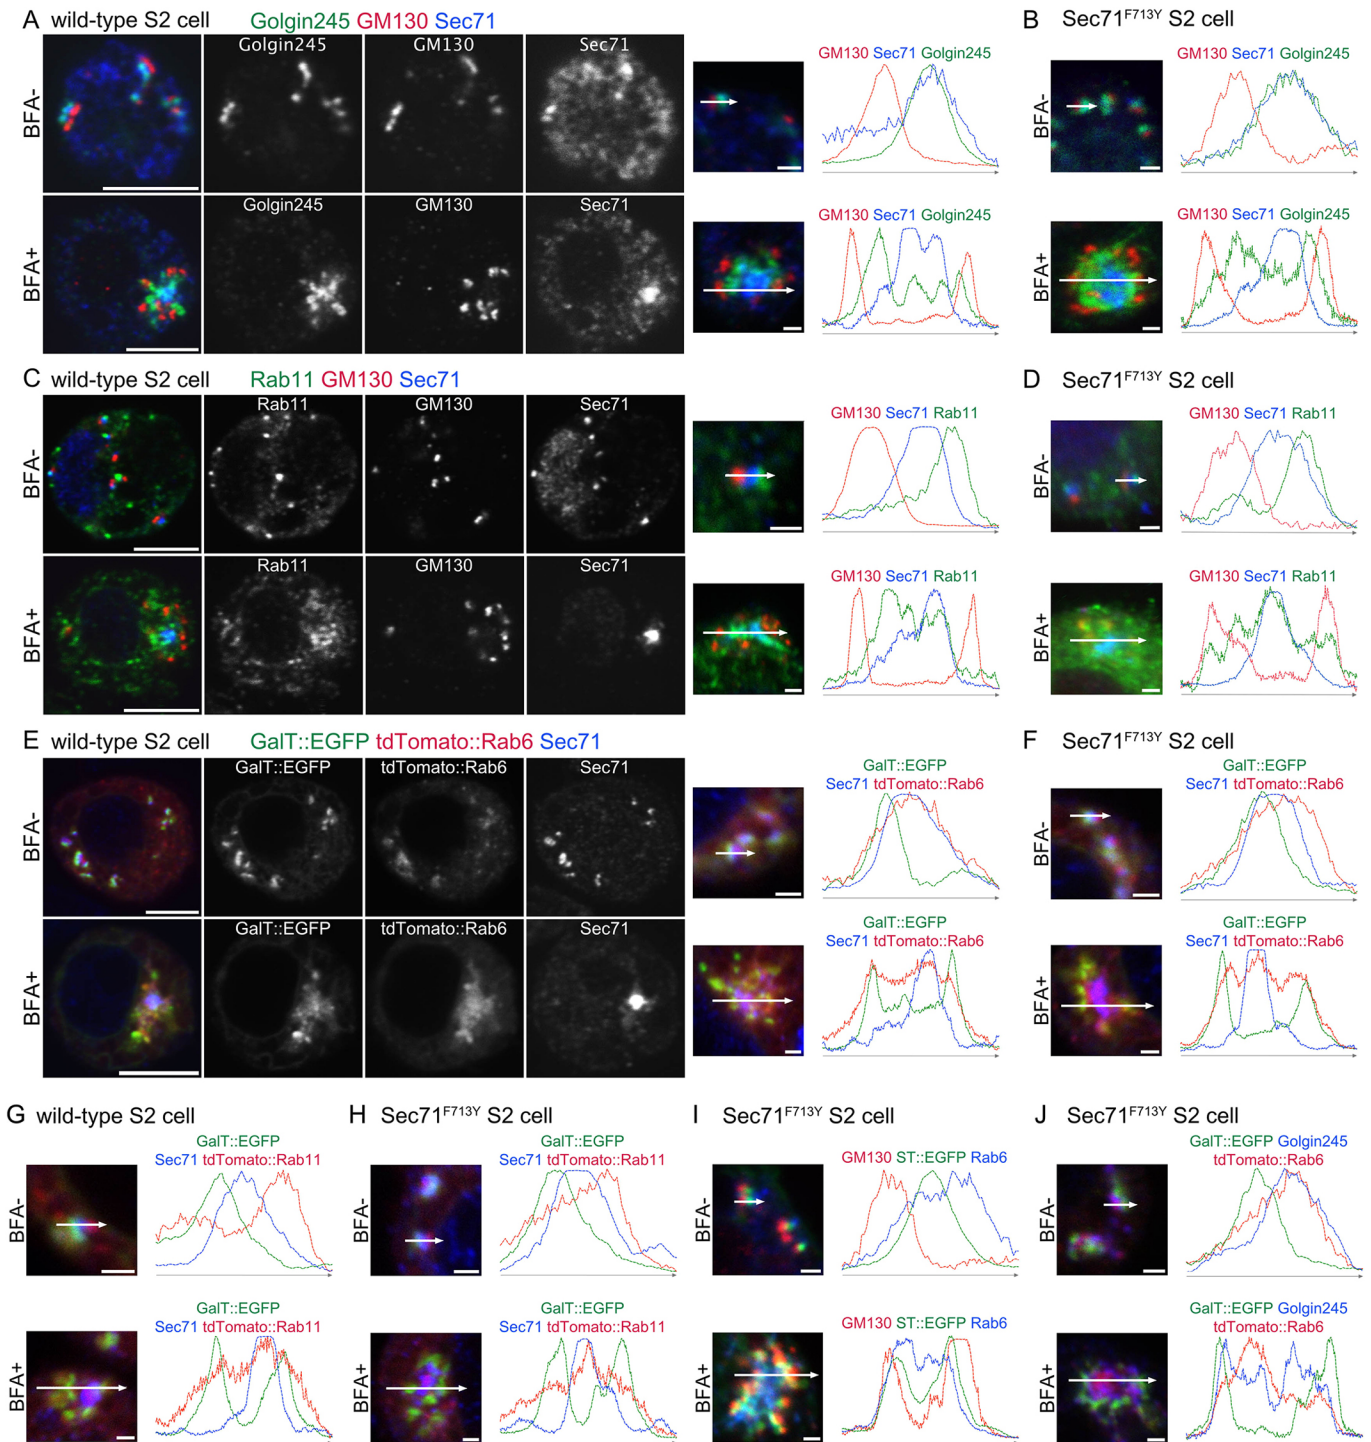 A wild-type S2 cell Golgin245 GM130 Sec71
Golgin245 GM130 Sec71
BFA-
GM130 Sec71 Golgin245
Golgin245 GM130 Sec71
BFA+
GM130 Sec71 Golgin245
B Sec71F713Y S2 cell
GM130 Sec71 Golgin245
BFA-
GM130 Sec71 Golgin245
BFA+
C wild-type S2 cell Rab11 GM130 Sec71
Rab11 GM130 Sec71
BFA-
GM130 Sec71 Rab11
Rab11 GM130 Sec71
BFA+
GM130 Sec71 Rab11
D Sec71F713Y S2 cell
GM130 Sec71 Rab11
BFA-
GM130 Sec71 Rab11
BFA+
E wild-type S2 cell GalT::EGFP tdTomato::Rab6 Sec71
GalT::EGFP tdTomato::Rab6 Sec71
BFA-
GalT::EGFP
Sec71 tdTomato::Rab6
GalT::EGFP tdTomato::Rab6 Sec71
BFA+
GalT::EGFP
Sec71 tdTomato::Rab6
F Sec71F713Y S2 cell
GalT::EGFP
Sec71 tdTomato::Rab6
BFA-
GalT::EGFP
Sec71 tdTomato::Rab6
BFA+
G wild-type S2 cell
GalT::EGFP
Sec71 tdTomato::Rab11
BFA-
GalT::EGFP
Sec71 tdTomato::Rab11
BFA+
H Sec71F713Y S2 cell
GalT::EGFP
Sec71 tdTomato::Rab11
BFA-
GalT::EGFP
Sec71 tdTomato::Rab11
BFA+
I Sec71F713Y S2 cell
GM130 ST::EGFP Rab6
BFA-
GM130 ST::EGFP Rab6
BFA+
J Sec71F713Y S2 cell
GalT::EGFP Golgin245
tdTomato::Rab6
BFA-
GalT::EGFP Golgin245
tdTomato::Rab6
BFA+